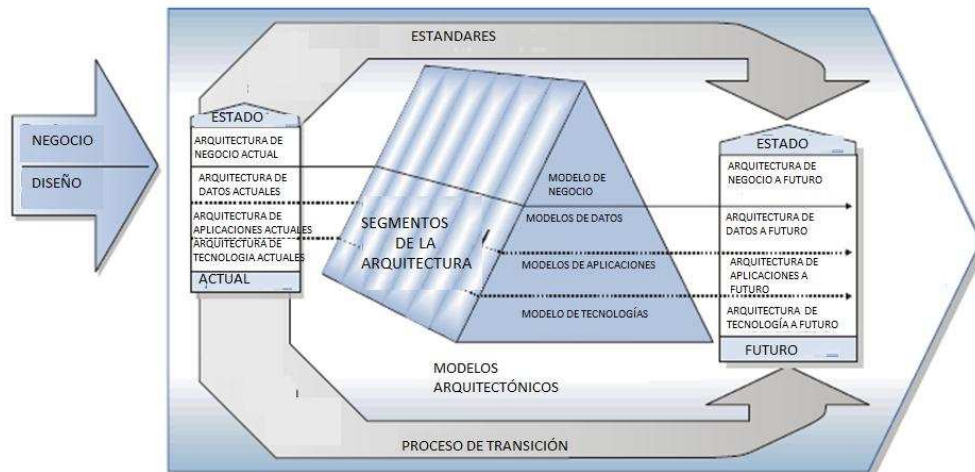 ESTANDARES
NEGOCIO
DISEÑO
ESTADO
ARQUITECTURA DE
NEGOCIO ACTUAL
ARQUITECTURA DE
DATOS ACTUALES
ARQUITECTURA DE
APLICACIONES ACTUALES
ARQUITECTURA DE
TECNOLOGIA ACTUALES
ACTUAL
SEGMENTOS
DE LA
ARQUITECTURA
MODELO DE
NEGOCIO
MODELOS DE DATOS
MODELOS DE APLICACIONES
MODELO DE TECNOLOGÍAS
ESTADO
ARQUITECTURA DE
NEGOCIO A FUTURO
ARQUITECTURA DE
DATOS A FUTURO
ARQUITECTURA DE
APLICACIONES A
FUTURO
ARQUITECTURA DE
TECNOLOGÍA A FUTURO
FUTURO
MODELOS
ARQUITECTÓNICOS
PROCESO DE TRANSICIÓN